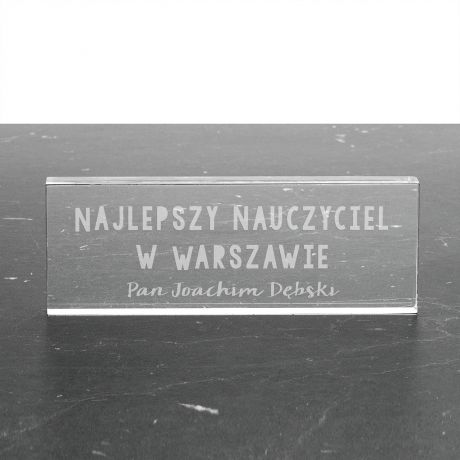 NAJLEPSZY NAUCZYCIEL
W WARSZAWIE
Pan Joachim Dębski